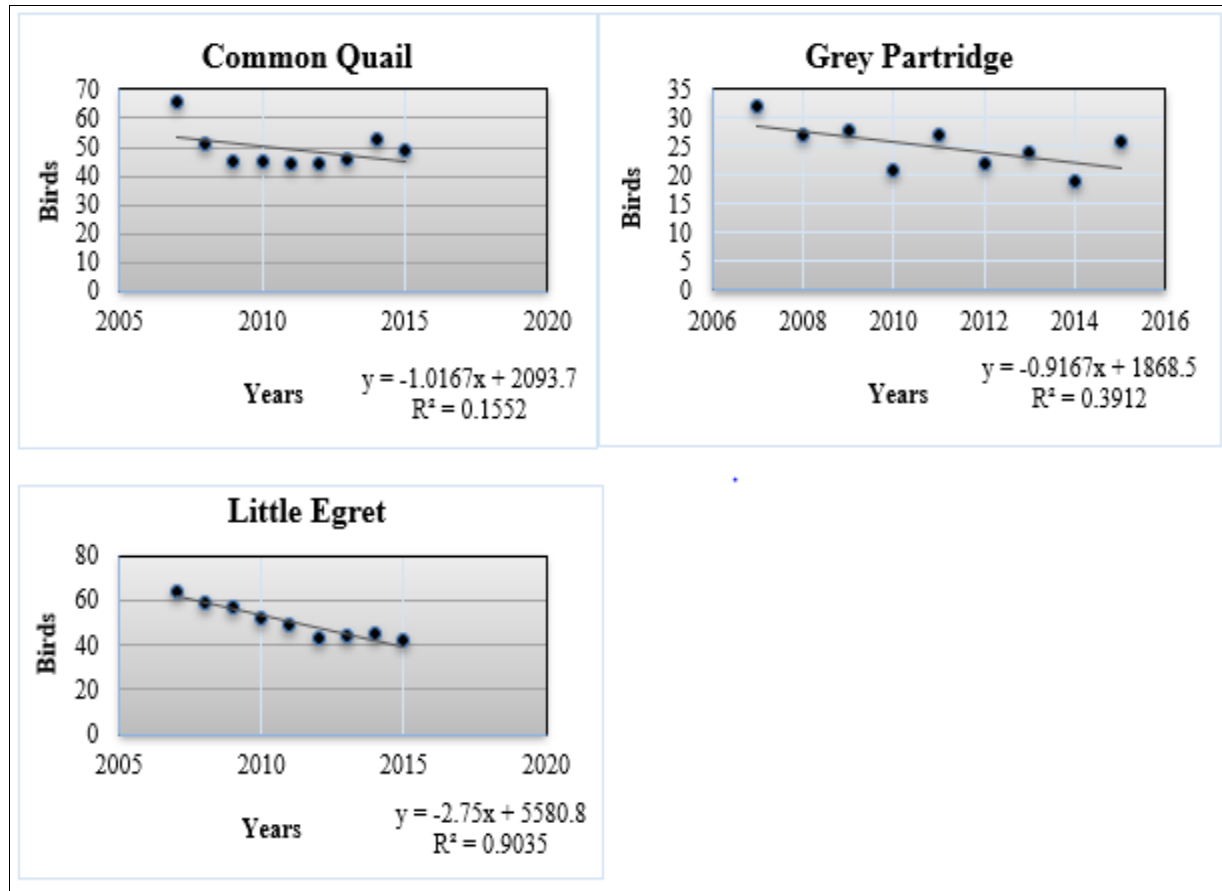 Common Quail
70
60
50
40
30
20
10
0
Birds
2005 2010 2015 2020
Years
y = -1.0167x + 2093.7
R² = 0.1552
Grey Partridge
35
30
25
20
15
10
5
0
Birds
2006 2008 2010 2012 2014 2016
Years
y = -0.9167x + 1868.5
R² = 0.3912
Little Egret
80
60
40
20
0
Birds
2005 2010 2015 2020
Years
y = -2.75x + 5580.8
R² = 0.9035